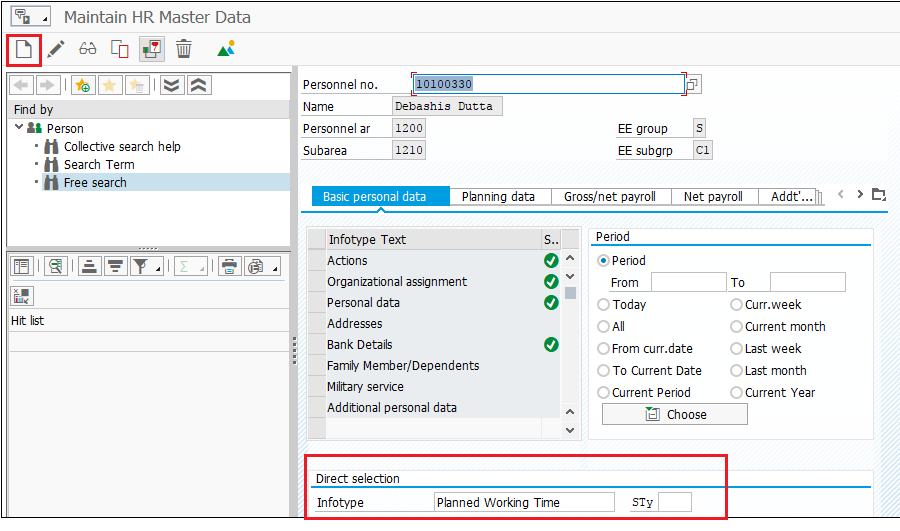 Maintain HR Master Data
Find by
Person
Collective search help
Search Term
Free search
Hit list
Personnel no. 10100330
Name Debashis Dutta
Personnel ar 1200 EE group S
Subarea 1210 EE subgrp C1
Basic personal data Planning data Gross/net payroll Net payroll Addt'...
Infotype Text S..
Actions
Organizational assignment
Personal data
Addresses
Bank Details
Family Member/Dependents
Military service
Additional personal data
Period
Period
From To
Today Curr.week
All Current month
From curr.date Last week
To Current Date Last month
Current Period Current Year
Choose
Direct selection
Infotype Planned Working Time STy